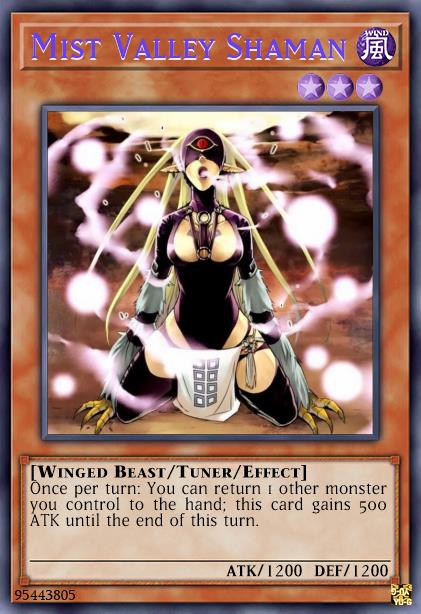 Mist Valley Shaman
WIND
風
[Winged Beast/Tuner/Effect]
Once per turn: You can return 1 other monster
you control to the hand; this card gains 500
ATK until the end of this turn.
ATK/1200 DEF/1200
95443805